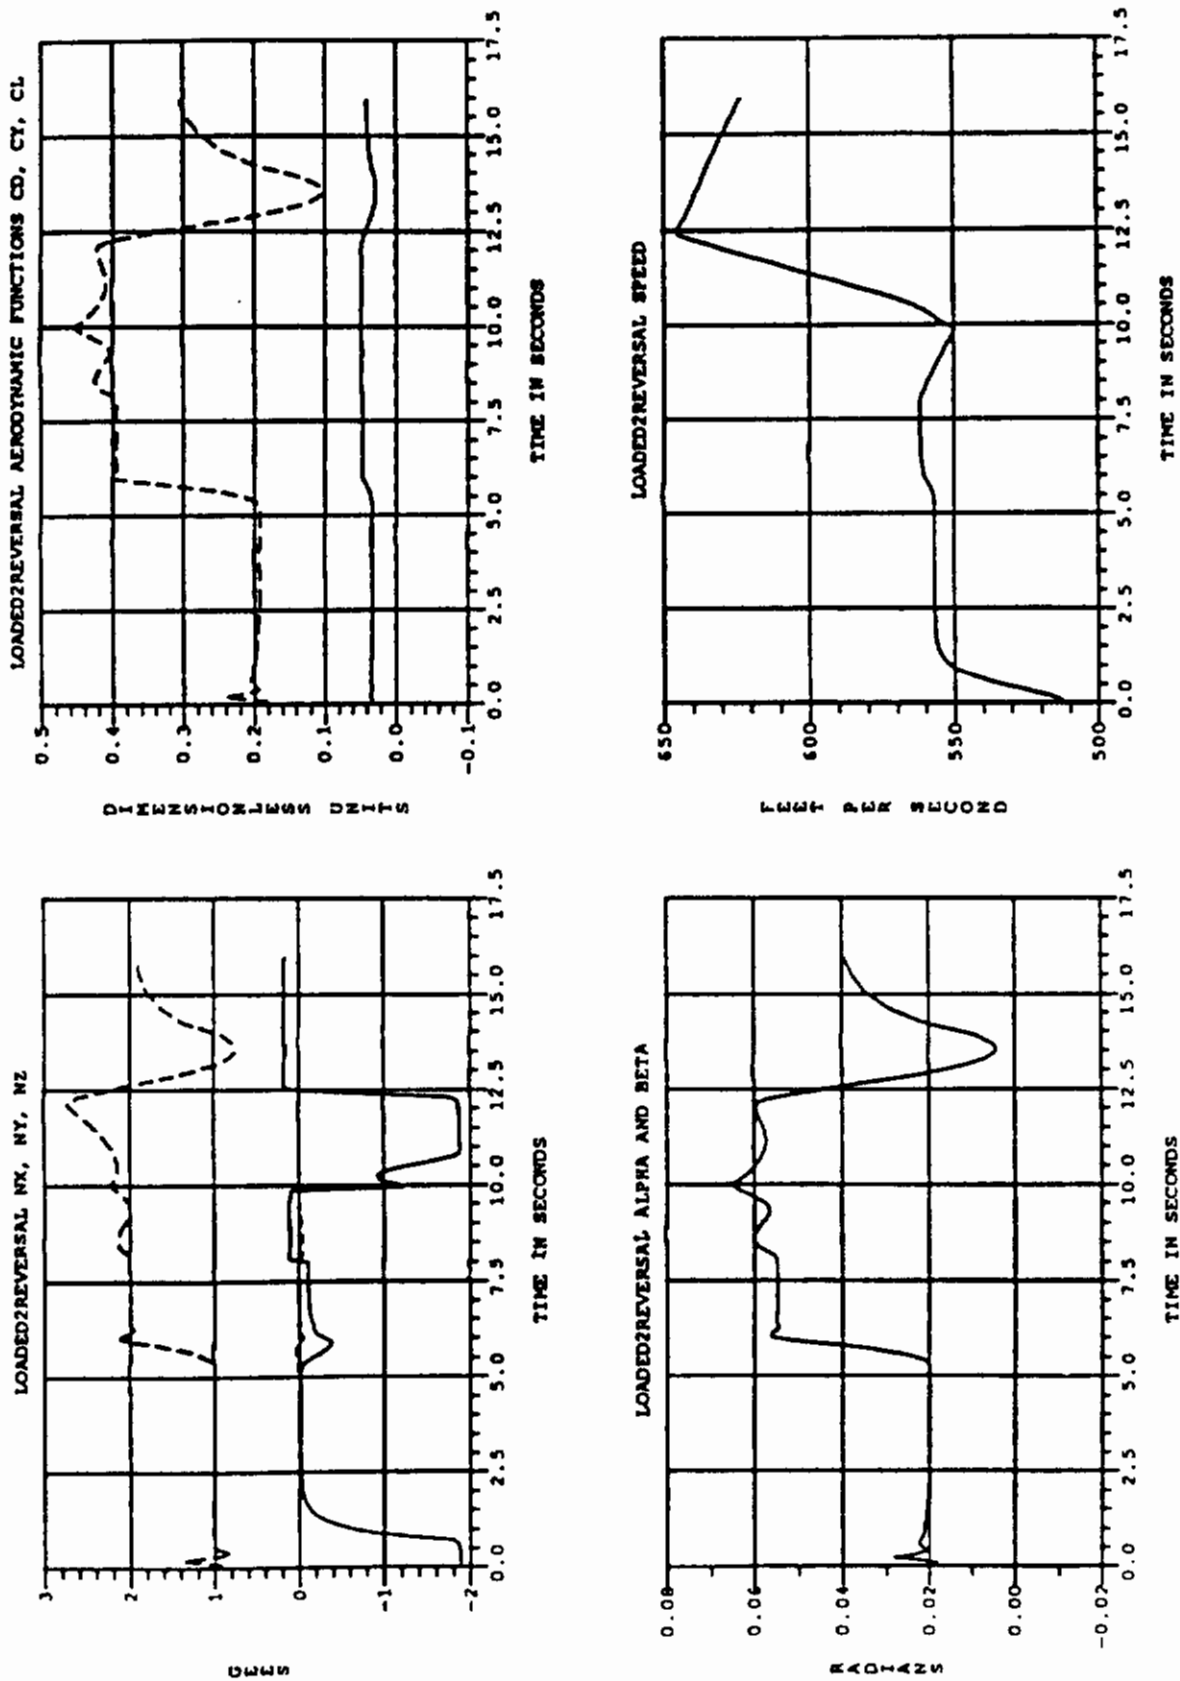 LOADED2REVERSAL NX, NY, NZ
GEES
3
2
1
0
-1
-2
0.0 2.5 5.0 7.5 10.0 12.5 15.0 17.5
TIME IN SECONDS
LOADED2REVERSAL AERODYNAMIC FUNCTIONS CD, CY, CL
DIMENSIONLESS UNITS
0.5
0.4
0.3
0.2
0.1
0.0
-0.1
0.0 2.5 5.0 7.5 10.0 12.5 15.0 17.5
TIME IN SECONDS
LOADED2REVERSAL ALPHA AND BETA
RADIANS
0.08
0.06
0.04
0.02
0.00
-0.02
0.0 2.5 5.0 7.5 10.0 12.5 15.0 17.5
TIME IN SECONDS
LOADED2REVERSAL SPEED
FEET PER SECOND
650
600
550
500
0.0 2.5 5.0 7.5 10.0 12.5 15.0 17.5
TIME IN SECONDS